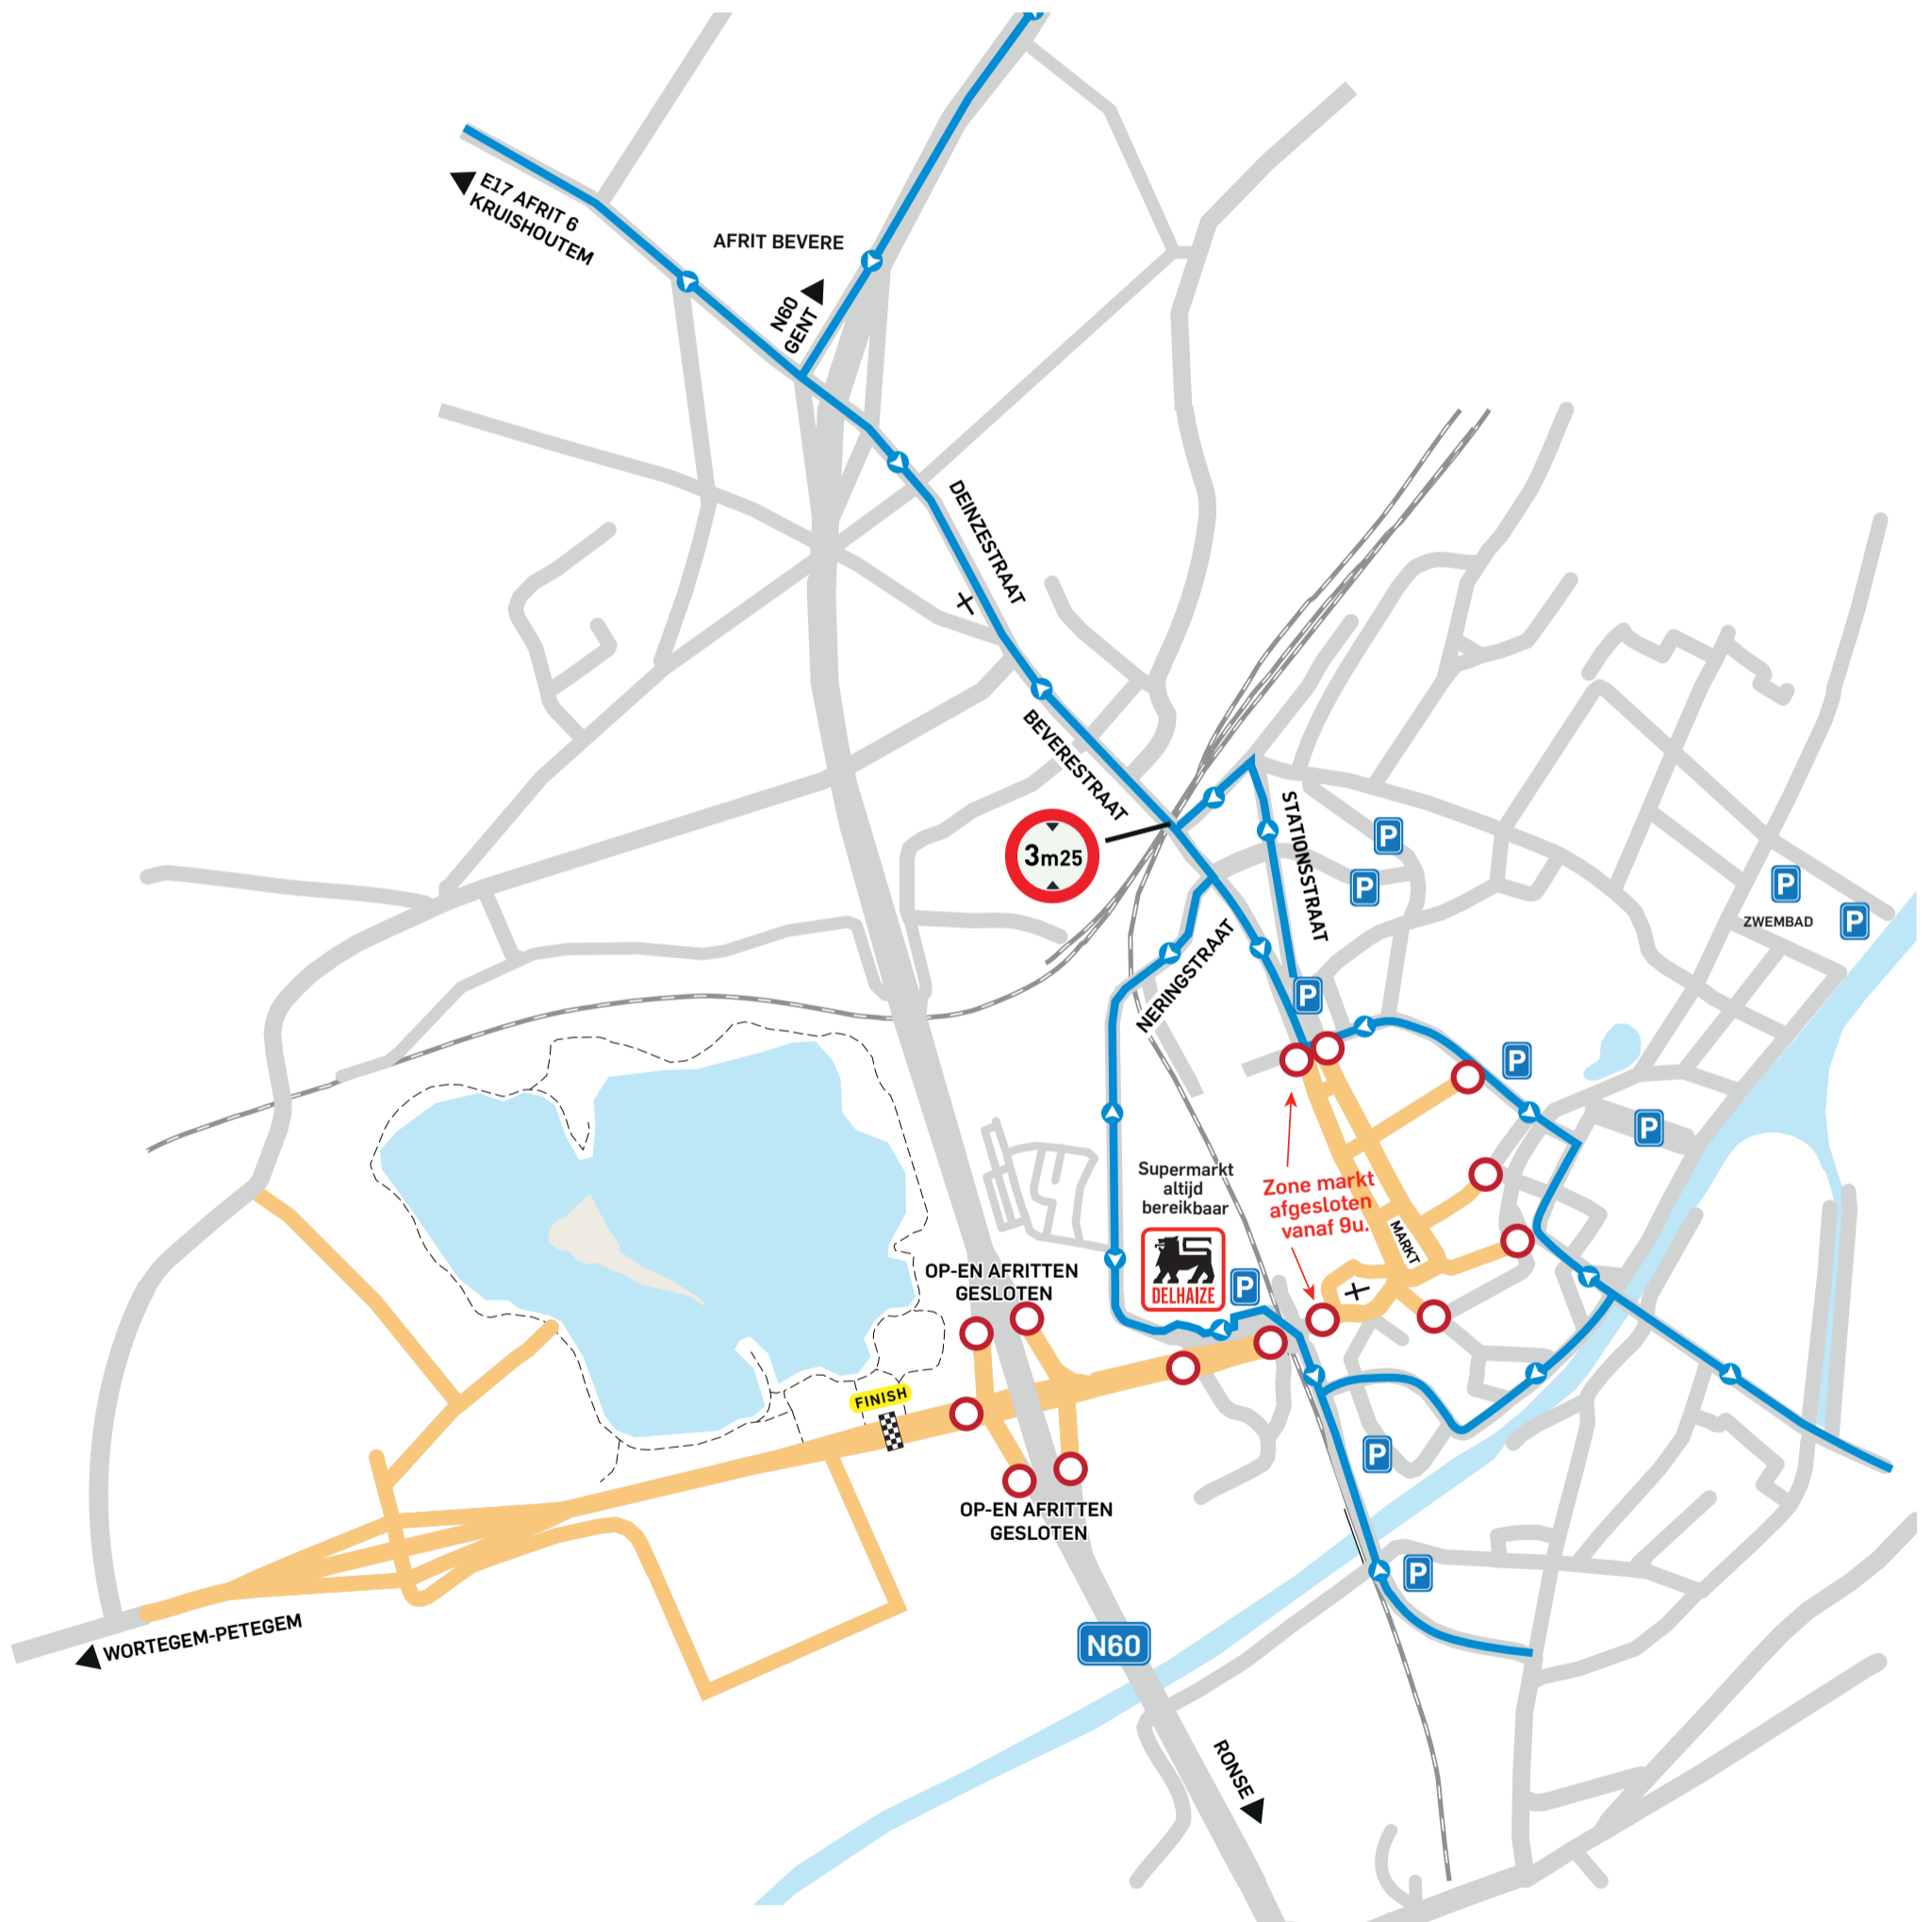 E17 AFRIT 6
KRUISHOUTEM
AFRIT BEVERE
N60
GENT
DEINZESTRAAT
BEVERESTRAAT
3m25
STATIONSSTRAAT
P
P
P
ZWEMBAD
P
NERINGSTRAAT
P
P
P
Supermarkt
altijd
bereikbaar
Zone markt
afgesloten
vanaf 9u.
MARKT
DELHAIZE
P
OP-EN AFRITTEN
GESLOTEN
FINISH
P
OP-EN AFRITTEN
GESLOTEN
P
N60
WORTEGEM-PETEGEM
RONSE